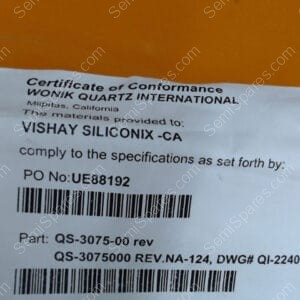 Certificate of Conformance
WONIK QUARTZ INTERNATIONAL
Milpitas, California
The materials provided to:
VISHAY SILICONIX -CA
comply to the specifications as set forth by:
PO No:UE88192
Part: QS-3075-00 rev
QS-3075000 REV.NA-124, DWG# QI-2240